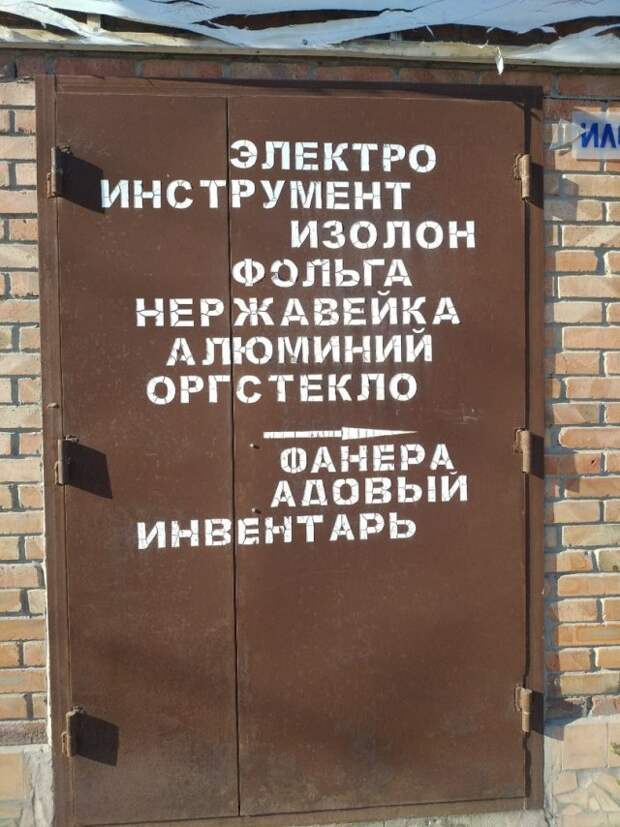 ЭЛЕКТРО
ИНСТРУМЕНТ
ИЗОЛОН
ФОЛЬГА
НЕРЖАВЕЙКА
АЛЮМИНИЙ
ОРГСТЕКЛО
ФАНЕРА
АДОВЫЙ
ИНВЕНТАРЬ